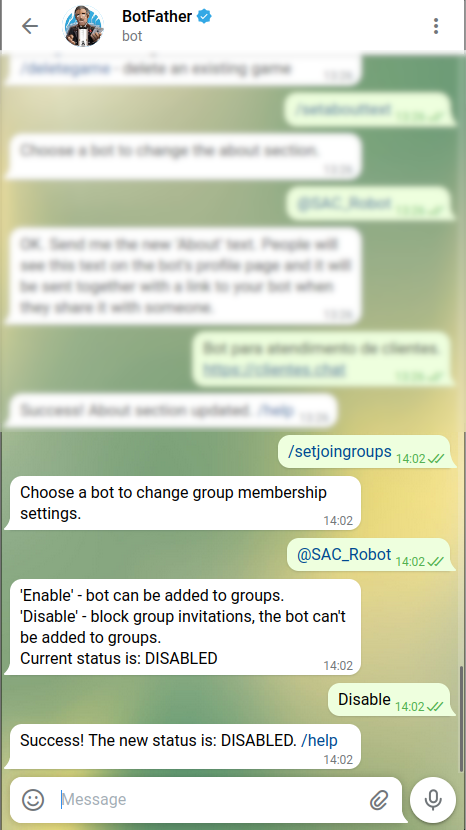 BotFather
bot
/deletegame - delete an existing game
13:26
/setabouttext 13:26
Choose a bot to change the about section.
13:26
@SAC_Robot 13:26
OK. Send me the new 'About' text. People will
see this text on the bot's profile page and it will
be sent together with a link to your bot when
they share it with someone.
13:26
Bot para atendimento de clientes.
https://clientes.chat 13:26
Success! About section updated. /help 13:26
/setjoingroups 14:02
Choose a bot to change group membership
settings.
14:02
@SAC_Robot 14:02
'Enable' - bot can be added to groups.
'Disable' - block group invitations, the bot can't
be added to groups.
Current status is: DISABLED
14:02
Disable 14:02
Success! The new status is: DISABLED. /help
14:02
Message